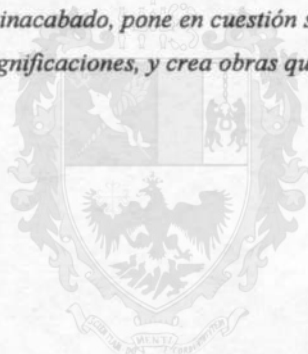 inacabado, pone en cuestión s
gnificaciones, y crea obras qu